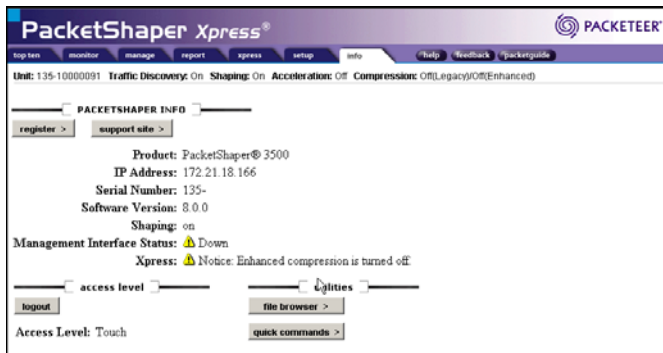 PacketShaper Xpress®
PACKETEER®
top ten monitor manage report xpress setup info help feedback packetguide
Unit: 135-10000091 Traffic Discovery: On Shaping: On Acceleration: Off Compression: Off(Legacy)/Off(Enhanced)
PACKETSHAPER INFO
register > support site >
Product: PacketShaper® 3500
IP Address: 172.21.18.166
Serial Number: 135-
Software Version: 8.0.0
Shaping: on
Management Interface Status: Down
Xpress: Notice: Enhanced compression is turned off.
access level utilities
logout file browser >
Access Level: Touch quick commands >